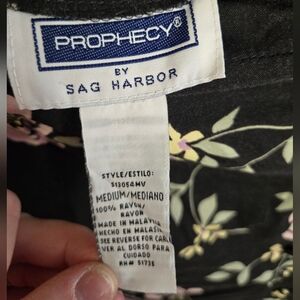 PROPHECY®
BY
SAG HARBOR
STYLE/ESTILO:
513054MV
MEDIUM/MEDIANO
100% RAYON/
RAYON
MADE IN MALAYSIA
HECHO EN MALASIA
SEE REVERSE FOR CARE
VER AL DORSO PARA
RN# 51735